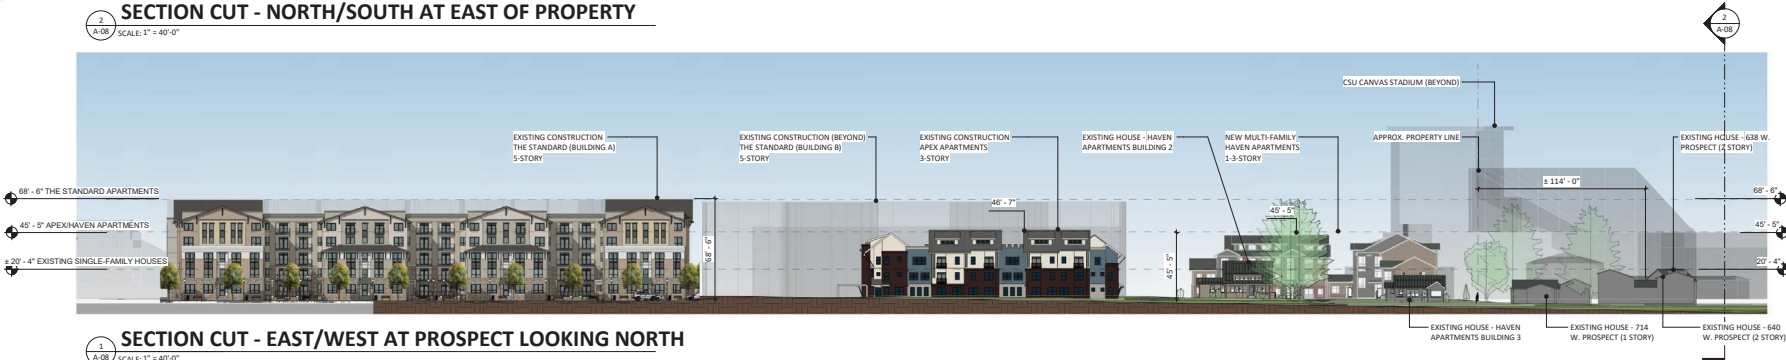 2
A-08
SECTION CUT - NORTH/SOUTH AT EAST OF PROPERTY
SCALE: 1" = 40'-0"
2
A-08
CSU CANVAS STADIUM (BEYOND)
EXISTING CONSTRUCTION
THE STANDARD (BUILDING A)
5-STORY
EXISTING CONSTRUCTION (BEYOND)
THE STANDARD (BUILDING B)
5-STORY
EXISTING CONSTRUCTION
APEX APARTMENTS
3-STORY
EXISTING HOUSE - HAVEN
APARTMENTS BUILDING 2
NEW MULTI-FAMILY
HAVEN APARTMENTS
1-3-STORY
APPROX. PROPERTY LINE
EXISTING HOUSE - 638 W.
PROSPECT (2 STORY)
± 114' - 0"
68' - 6" THE STANDARD APARTMENTS
68' - 6"
46' - 7"
45' - 5"
45' - 5" APEX/HAVEN APARTMENTS
45' - 5"
68' - 6"
45' - 5"
± 20' - 4" EXISTING SINGLE-FAMILY HOUSES
20' - 4"
EXISTING HOUSE - HAVEN
APARTMENTS BUILDING 3
EXISTING HOUSE - 714
W. PROSPECT (1 STORY)
EXISTING HOUSE - 640
W. PROSPECT (2 STORY)
1
A-08
SECTION CUT - EAST/WEST AT PROSPECT LOOKING NORTH
SCALE: 1" = 40'-0"